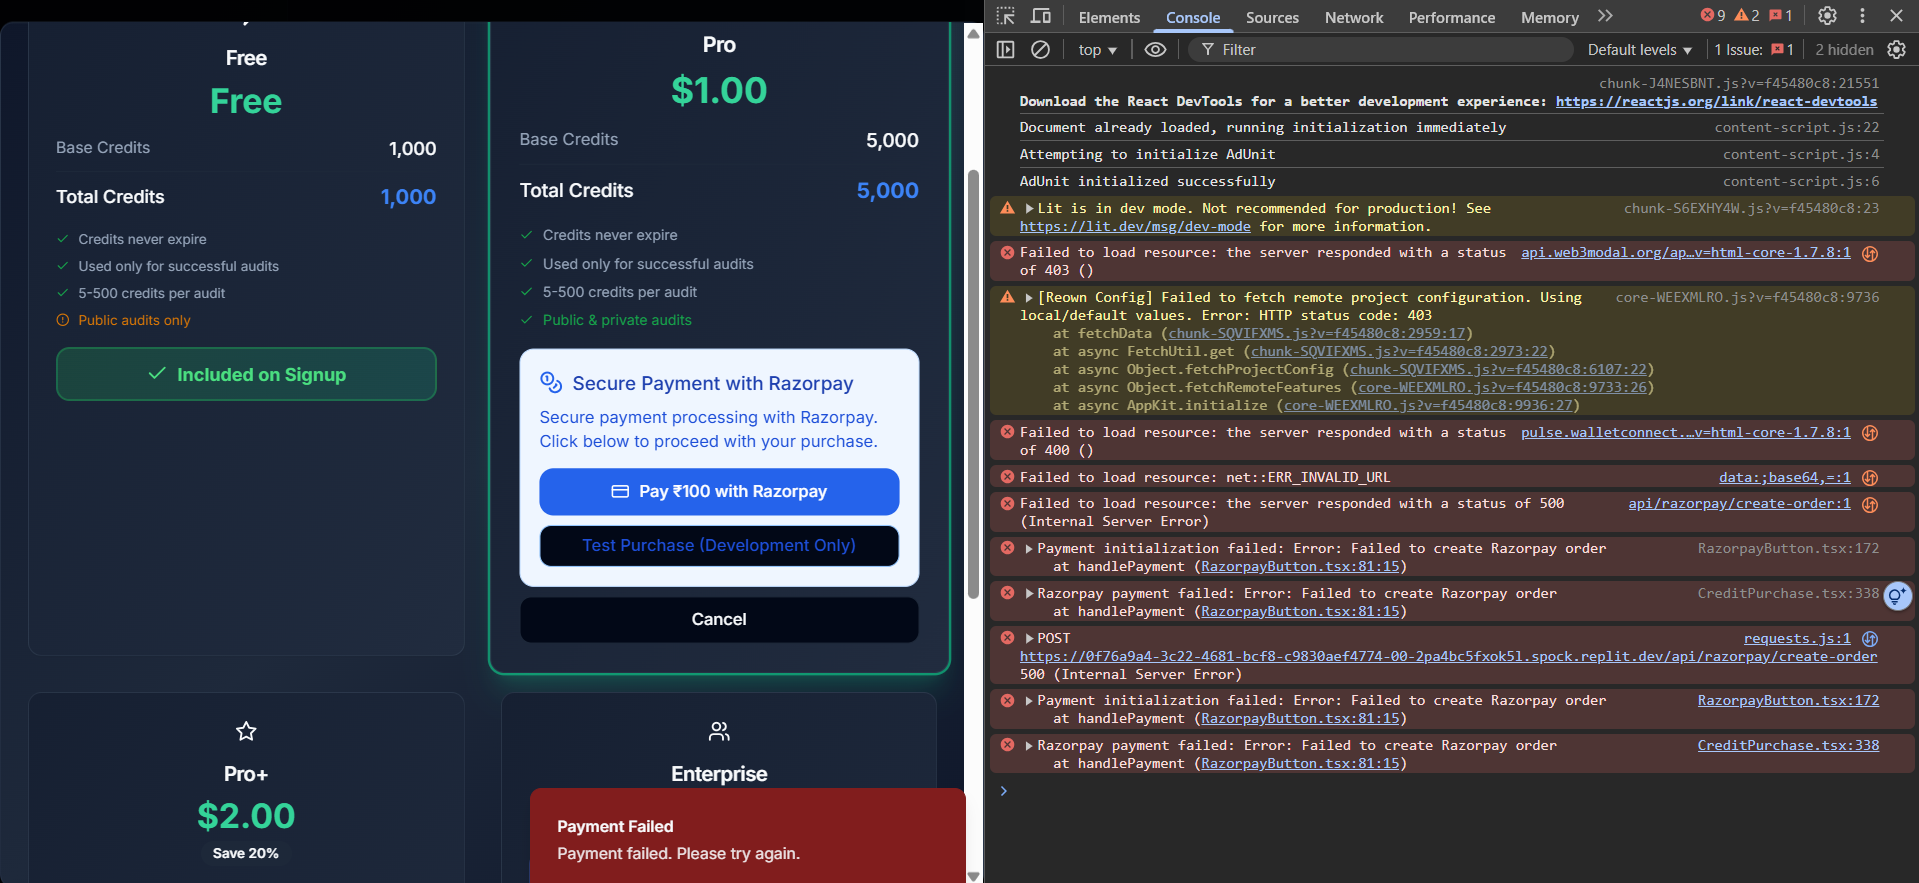 Free
Free
Base Credits 1,000
Total Credits 1,000
Credits never expire
Used only for successful audits
5-500 credits per audit
Public audits only
Included on Signup
Pro
$1.00
Base Credits 5,000
Total Credits 5,000
Credits never expire
Used only for successful audits
5-500 credits per audit
Public & private audits
Secure Payment with Razorpay
Secure payment processing with Razorpay.
Click below to proceed with your purchase.
Pay ₹100 with Razorpay
Test Purchase (Development Only)
Cancel
Pro+
$2.00
Save 20%
Enterprise
Payment Failed
Payment failed. Please try again.
Elements Console Sources Network Performance Memory 9 2 1
top Filter Default levels 1 Issue: 1 2 hidden
chunk-J4NESBNT.js?v=f45480c8:21551
Download the React DevTools for a better development experience: https://reactjs.org/link/react-devtools
Document already loaded, running initialization immediately content-script.js:22
Attempting to initialize AdUnit content-script.js:4
AdUnit initialized successfully content-script.js:6
Lit is in dev mode. Not recommended for production! See chunk-S6EXHY4W.js?v=f45480c8:23
https://lit.dev/msg/dev-mode for more information.
Failed to load resource: the server responded with a status api.web3modal.org/ap…v=html-core-1.7.8:1
of 403 ()
[Reown Config] Failed to fetch remote project configuration. Using core-WEEXMLRO.js?v=f45480c8:9736
local/default values. Error: HTTP status code: 403
at fetchData (chunk-SQVIFXMS.js?v=f45480c8:2959:17)
at async FetchUtil.get (chunk-SQVIFXMS.js?v=f45480c8:2973:22)
at async Object.fetchProjectConfig (chunk-SQVIFXMS.js?v=f45480c8:6107:22)
at async Object.fetchRemoteFeatures (core-WEEXMLRO.js?v=f45480c8:9733:26)
at async AppKit.initialize (core-WEEXMLRO.js?v=f45480c8:9936:27)
Failed to load resource: the server responded with a status pulse.walletconnect.…v=html-core-1.7.8:1
of 400 ()
Failed to load resource: net::ERR_INVALID_URL data:;base64,=:1
Failed to load resource: the server responded with a status of 500 api/razorpay/create-order:1
(Internal Server Error)
Payment initialization failed: Error: Failed to create Razorpay order RazorpayButton.tsx:172
at handlePayment (RazorpayButton.tsx:81:15)
Razorpay payment failed: Error: Failed to create Razorpay order CreditPurchase.tsx:338
at handlePayment (RazorpayButton.tsx:81:15)
POST requests.js:1
https://0f76a9a4-3c22-4681-bcf8-c9830aef4774-00-2pa4bc5fxok5l.spock.replit.dev/api/razorpay/create-order
500 (Internal Server Error)
Payment initialization failed: Error: Failed to create Razorpay order RazorpayButton.tsx:172
at handlePayment (RazorpayButton.tsx:81:15)
Razorpay payment failed: Error: Failed to create Razorpay order CreditPurchase.tsx:338
at handlePayment (RazorpayButton.tsx:81:15)